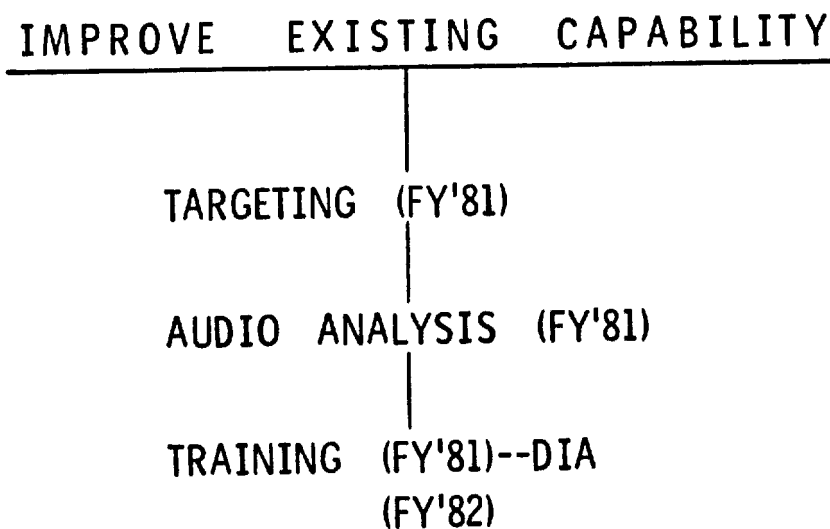 IMPROVE EXISTING CAPABILITY
TARGETING (FY'81)
AUDIO ANALYSIS (FY'81)
TRAINING (FY'81)--DIA
(FY'82)